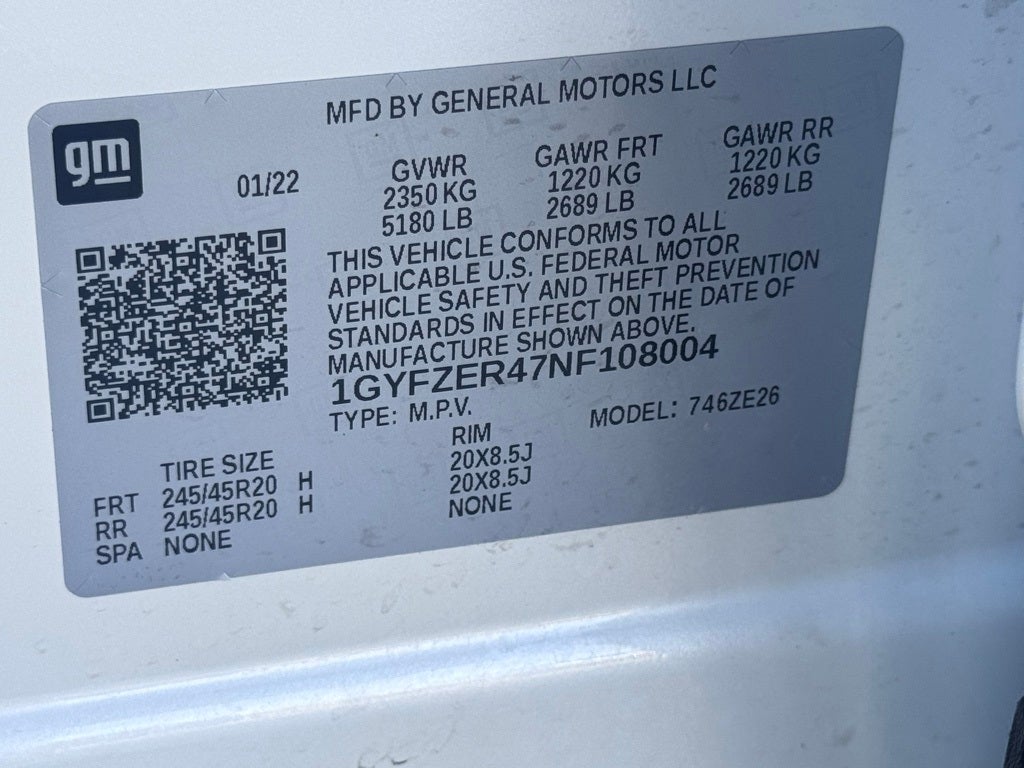 MFD BY GENERAL MOTORS LLC
gm
01/22
GVWR GAWR FRT GAWR RR
2350 KG 1220 KG 1220 KG
5180 LB 2689 LB 2689 LB
THIS VEHICLE CONFORMS TO ALL
APPLICABLE U.S. FEDERAL MOTOR
VEHICLE SAFETY AND THEFT PREVENTION
STANDARDS IN EFFECT ON THE DATE OF
MANUFACTURE SHOWN ABOVE.
1GYFZER47NF108004
TYPE: M.P.V. MODEL: 746ZE26
TIRE SIZE RIM
FRT 245/45R20 H 20X8.5J
RR 245/45R20 H 20X8.5J
SPA NONE NONE